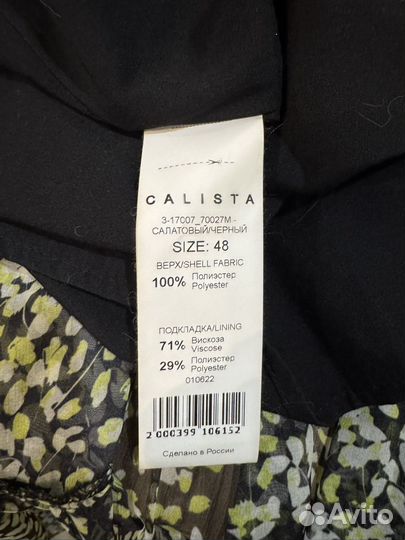 CALISTA
3-17007_70027М -
САЛАТОВЫЙ/ЧЕРНЫЙ
SIZE: 48
ВЕРХ/SHELL FABRIC
100% Полиэстер
Polyester
ПОДКЛАДКА/LINING
71% Вискоза
Viscose
29% Полиэстер
Polyester
010622
2 000399 106152
Сделано в России
Avito